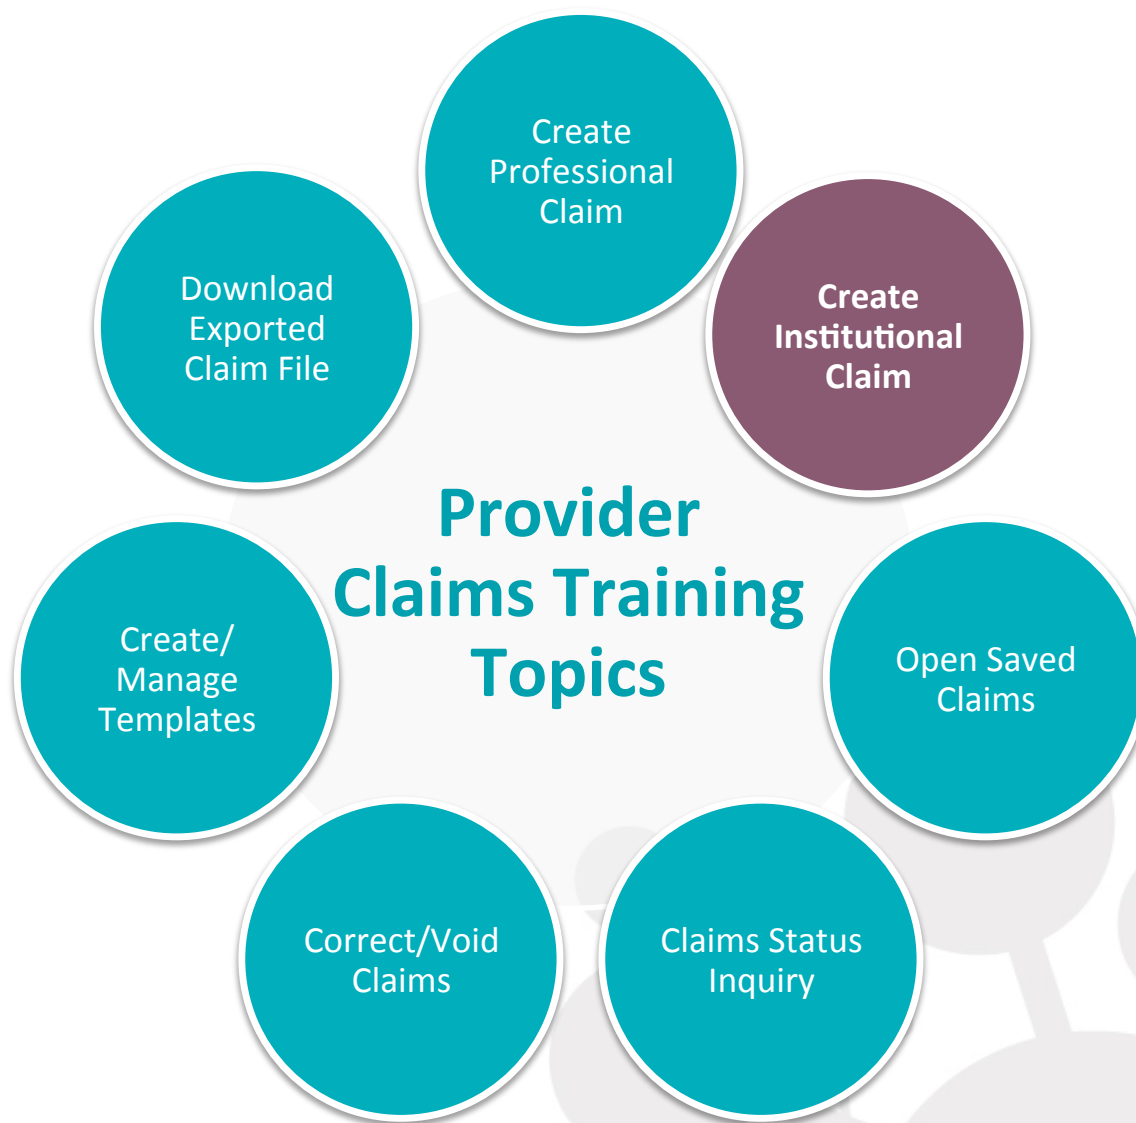 Create
Professional
Claim
Create
Institutional
Claim
Open Saved
Claims
Claims Status
Inquiry
Correct/Void
Claims
Create/
Manage
Templates
Download
Exported
Claim File
Provider
Claims Training
Topics